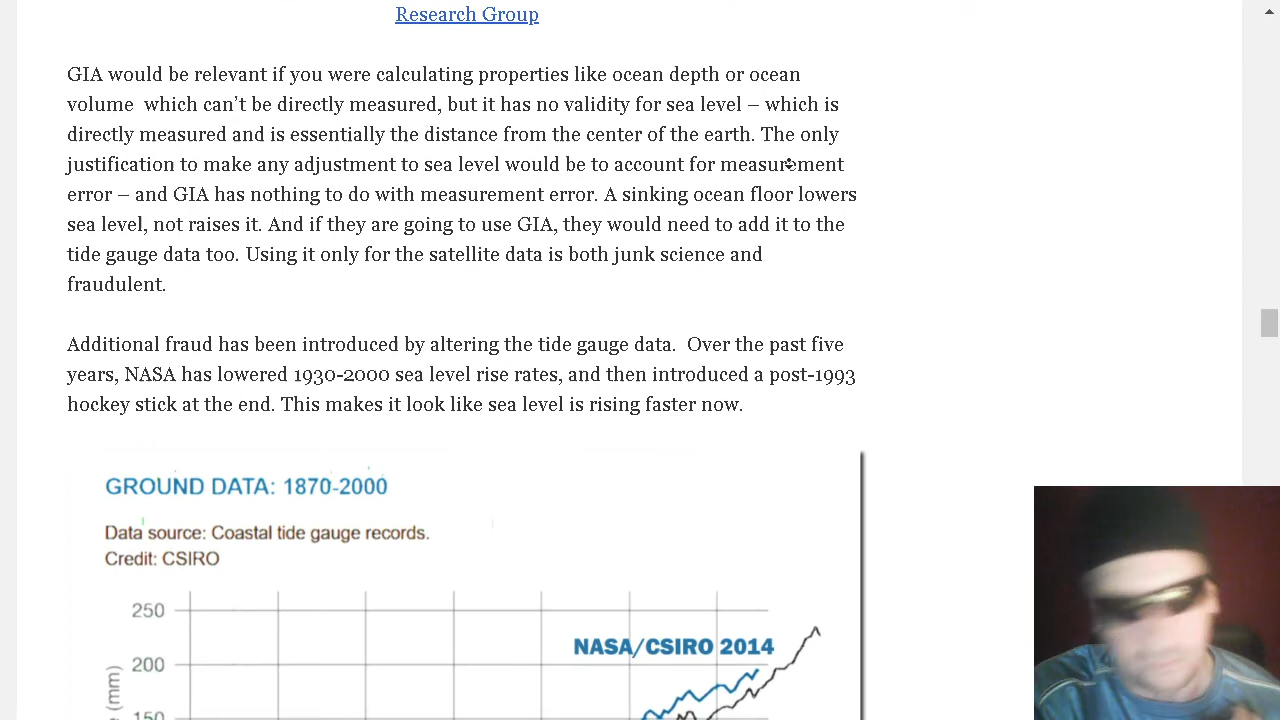 Research Group
GIA would be relevant if you were calculating properties like ocean depth or ocean
volume  which can’t be directly measured, but it has no validity for sea level – which is
directly measured and is essentially the distance from the center of the earth. The only
justification to make any adjustment to sea level would be to account for measurement
error – and GIA has nothing to do with measurement error. A sinking ocean floor lowers
sea level, not raises it. And if they are going to use GIA, they would need to add it to the
tide gauge data too. Using it only for the satellite data is both junk science and
fraudulent.
Additional fraud has been introduced by altering the tide gauge data.  Over the past five
years, NASA has lowered 1930-2000 sea level rise rates, and then introduced a post-1993
hockey stick at the end. This makes it look like sea level is rising faster now.
GROUND DATA: 1870-2000
Data source: Coastal tide gauge records.
Credit: CSIRO
250
NASA/CSIRO 2014
200
(mm)
150